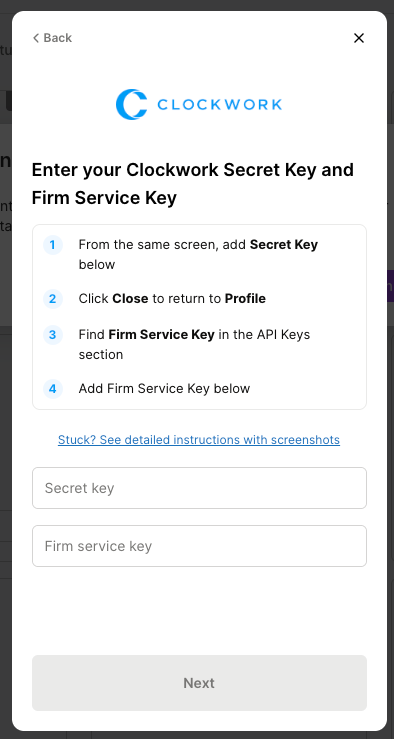 Back
CLOCKWORK
Enter your Clockwork Secret Key and
Firm Service Key
1 From the same screen, add Secret Key
below
2 Click Close to return to Profile
3 Find Firm Service Key in the API Keys
section
4 Add Firm Service Key below
Stuck? See detailed instructions with screenshots
Secret key
Firm service key
Next